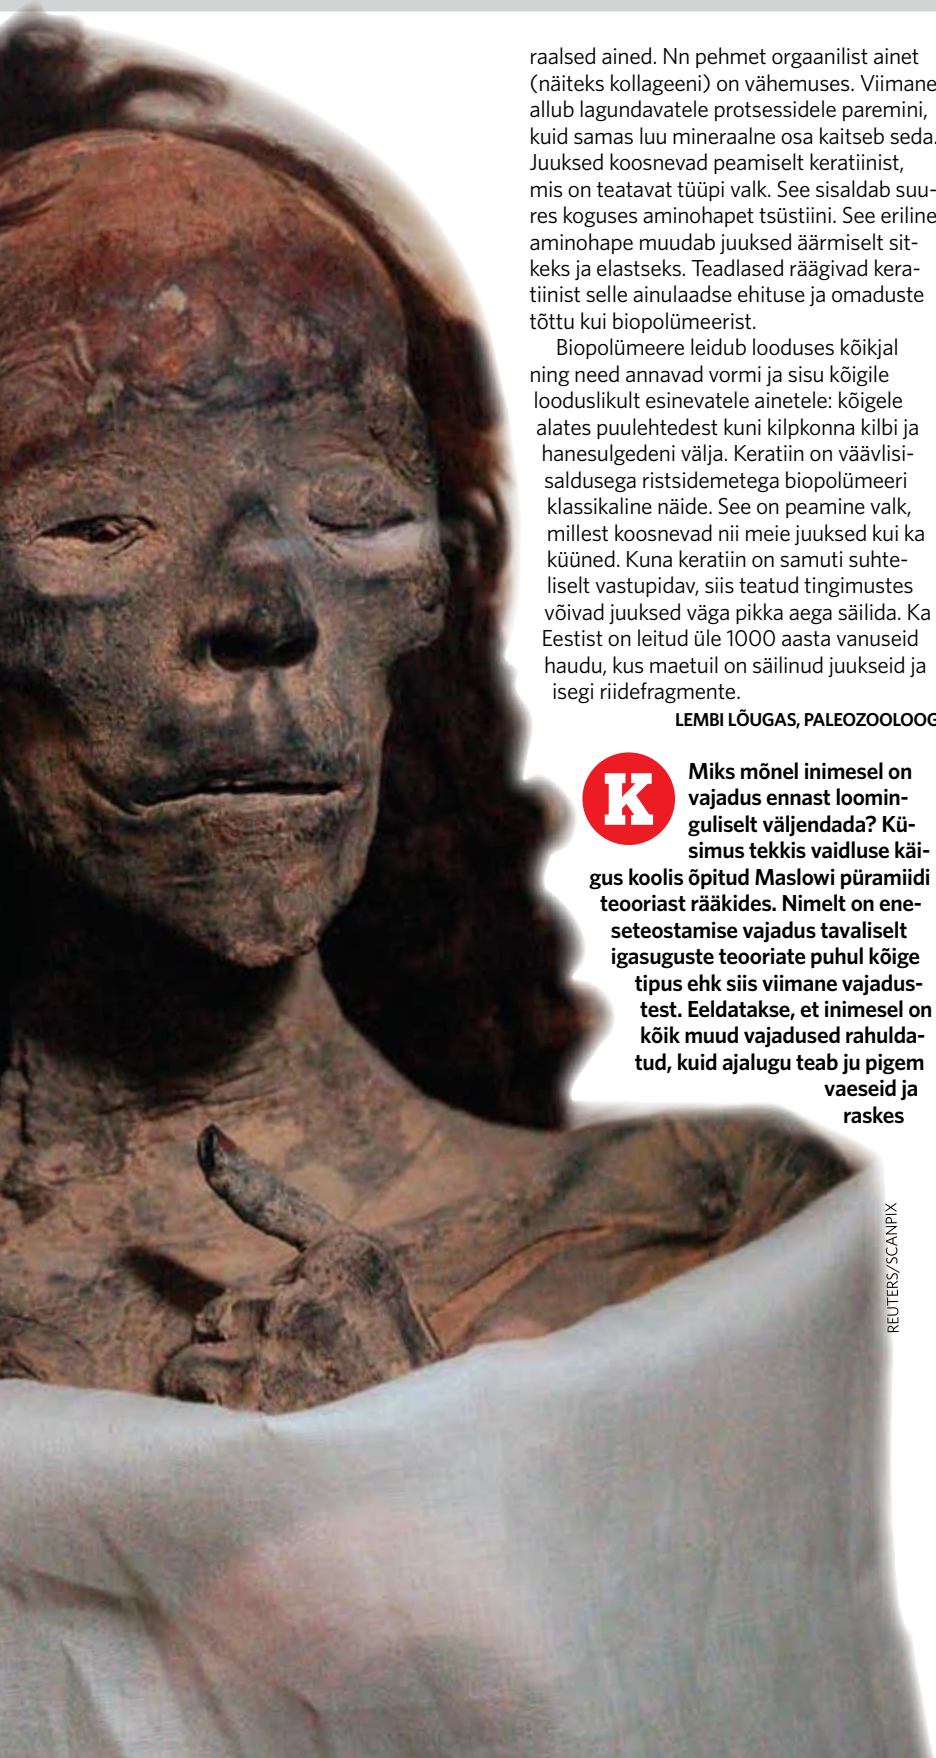 raalsed ained. Nn pehmet orgaanilist ainet
(näiteks kollageeni) on vähemuses. Viimane
allub lagundavatele protsessidele paremini,
kuid samas luu mineraalne osa kaitseb seda.
Juuksed koosnevad peamiselt keratiinist,
mis on teatavat tüüpi valk. See sisaldab suu-
res koguses aminohapet tsüstiini. See eriline
aminohape muudab juuksed äärmiselt sit-
keks ja elastseks. Teadlased räägivad kera-
tiinist selle ainulaadse ehituse ja omaduste
tõttu kui biopolümeerist.
Biopolümeere leidub looduses kõikjal
ning need annavad vormi ja sisu kõigile
looduslikult esinevatele ainetele: kõigele
alates puulehtedest kuni kilpkonna kilbi ja
hanesulgedeni välja. Keratiin on väävlisi-
saldusega ristsidemetega biopolümeeri
klassikaline näide. See on peamine valk,
millest koosnevad nii meie juuksed kui ka
küüned. Kuna keratiin on samuti suhte-
liselt vastupidav, siis teatud tingimustes
võivad juuksed väga pikka aega säilida. Ka
Eestist on leitud üle 1000 aasta vanuseid
haudu, kus maetuil on säilinud juukseid ja
isegi riidefragmente.
LEMBI LÕUGAS, PALEOZOOLOOG
K
Miks mõnel inimesel on
vajadus ennast loomin-
guliselt väljendada? Kü-
simus tekkis vaidluse käi-
gus koolis õpitud Maslowi püramiidi
teooriast rääkides. Nimelt on ene-
seteostamise vajadus tavaliselt
igasuguste teooriate puhul kõige
tipus ehk siis viimane vajadus-
test. Eeldatakse, et inimesel on
kõik muud vajadused rahulda-
tud, kuid ajalugu teab ju pigem
vaeseid ja
raskes
REUTERS/SCANPIX